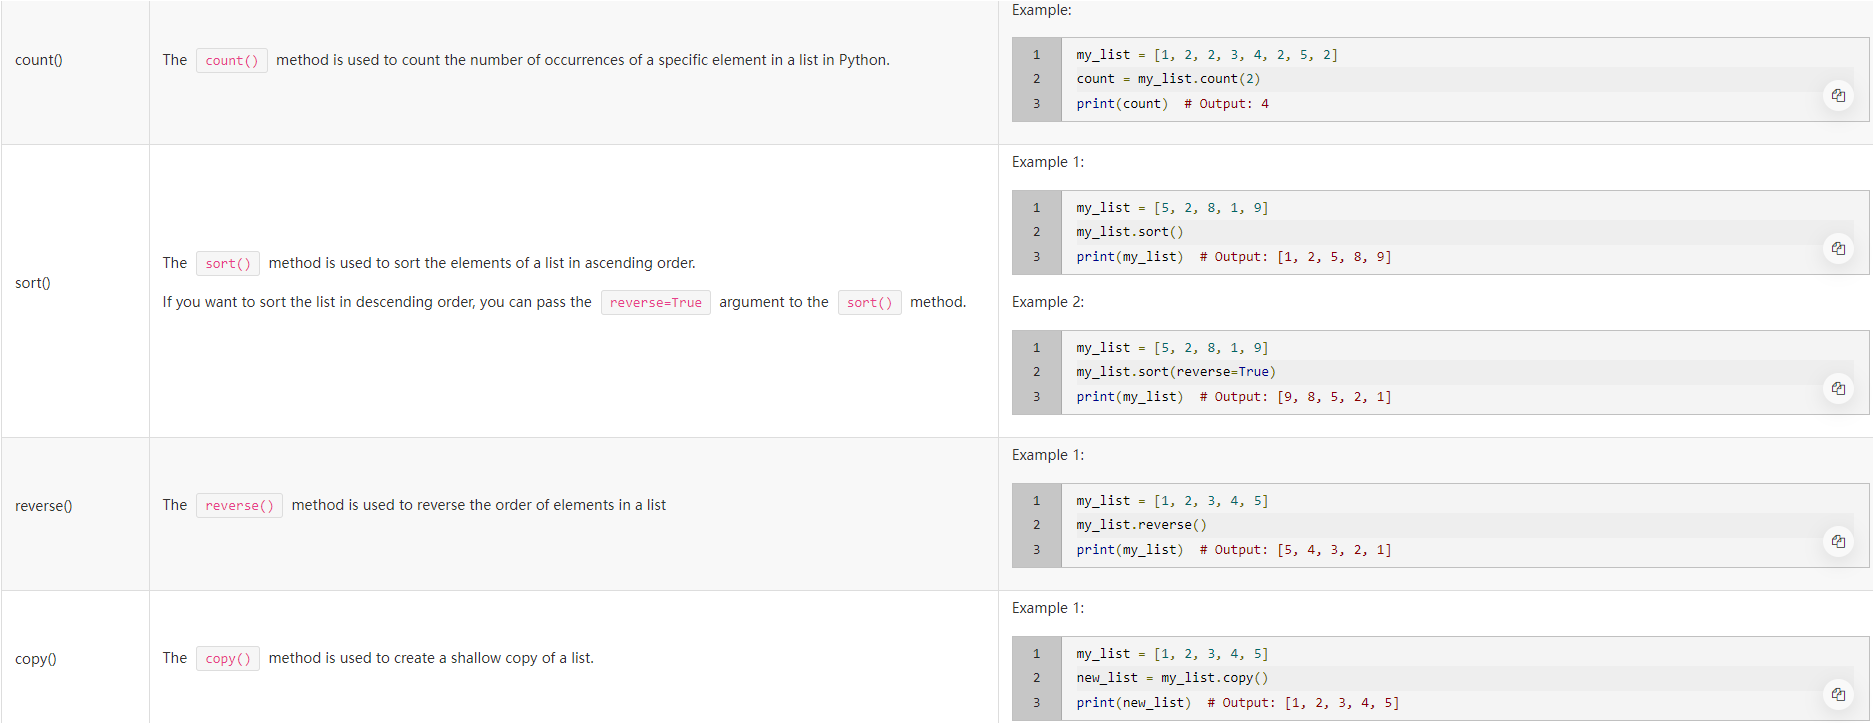 count()
The count() method is used to count the number of occurrences of a specific element in a list in Python.
Example:
1 my_list = [1, 2, 2, 3, 4, 2, 5, 2]
2 count = my_list.count(2)
3 print(count)  # Output: 4
sort()
The sort() method is used to sort the elements of a list in ascending order.
If you want to sort the list in descending order, you can pass the reverse=True argument to the sort() method.
Example 1:
1 my_list = [5, 2, 8, 1, 9]
2 my_list.sort()
3 print(my_list)  # Output: [1, 2, 5, 8, 9]
Example 2:
1 my_list = [5, 2, 8, 1, 9]
2 my_list.sort(reverse=True)
3 print(my_list)  # Output: [9, 8, 5, 2, 1]
reverse()
The reverse() method is used to reverse the order of elements in a list
Example 1:
1 my_list = [1, 2, 3, 4, 5]
2 my_list.reverse()
3 print(my_list)  # Output: [5, 4, 3, 2, 1]
copy()
The copy() method is used to create a shallow copy of a list.
Example 1:
1 my_list = [1, 2, 3, 4, 5]
2 new_list = my_list.copy()
3 print(new_list)  # Output: [1, 2, 3, 4, 5]